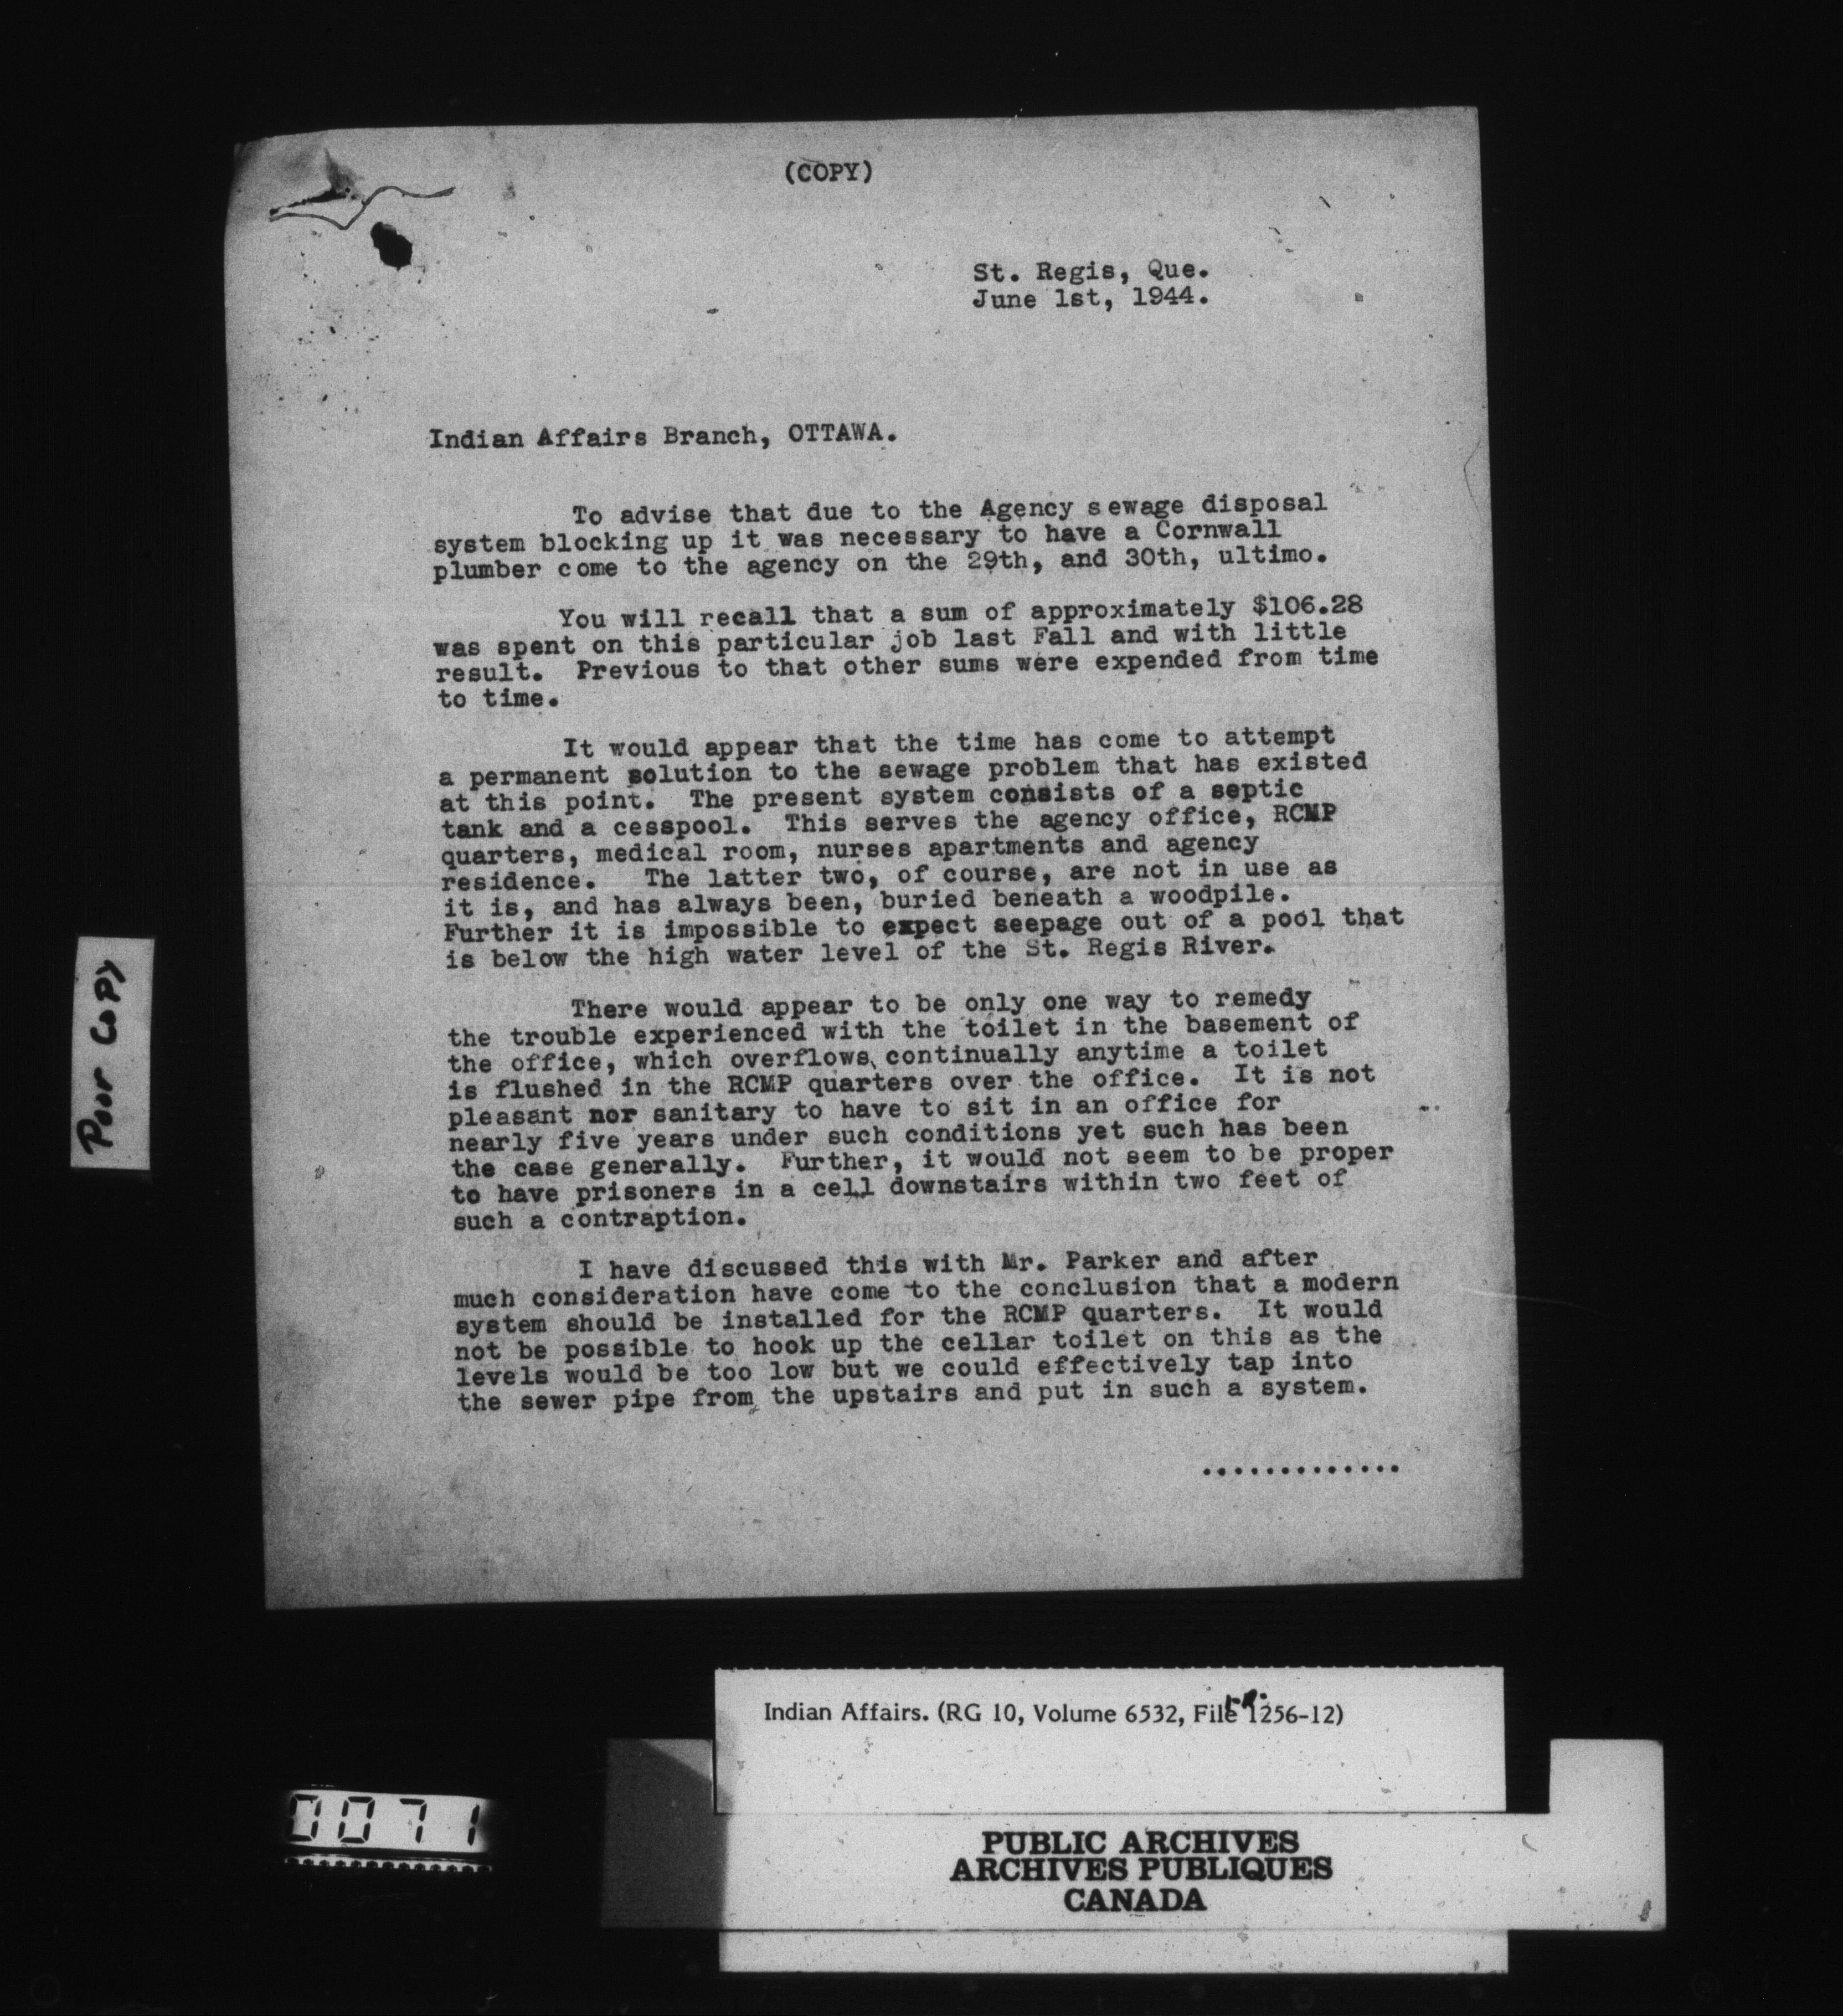 (COPY)
St. Regis, Que.
June 1st, 1944.
Indian Affairs Branch, OTTAWA.
To advise that due to the Agency sewage disposal
system blocking up it was necessary to have a Cornwall
plumber come to the agency on the 29th, and 30th, ultimo.
You will recall that a sum of approximately $106.28
was spent on this particular job last Fall and with little
result. Previous to that other sums were expended from time
to time.
It would appear that the time has come to attempt
a permanent solution to the sewage problem that has existed
at this point. The present system consists of a septic
tank and a cesspool. This serves the agency office, RCMP
quarters, medical room, nurses apartments and agency
residence. The latter two, of course, are not in use as
it is, and has always been, buried beneath a woodpile.
Further it is impossible to expect seepage out of a pool that
is below the high water level of the St. Regis River.
There would appear to be only one way to remedy
the trouble experienced with the toilet in the basement of
the office, which overflows continually anytime a toilet
is flushed in the RCMP quarters over the office. It is not
pleasant nor sanitary to have to sit in an office for
nearly five years under such conditions yet such has been
the case generally. Further, it would not seem to be proper
to have prisoners in a cell downstairs within two feet of
such a contraption.
I have discussed this with Mr. Parker and after
much consideration have come to the conclusion that a modern
system should be installed for the RCMP quarters. It would
not be possible to hook up the cellar toilet on this as the
levels would be too low but we could effectively tap into
the sewer pipe from the upstairs and put in such a system.
.............
Poor Copy
Indian Affairs. (RG 10, Volume 6532, File 1256-12)
0071
PUBLIC ARCHIVES
ARCHIVES PUBLIQUES
CANADA